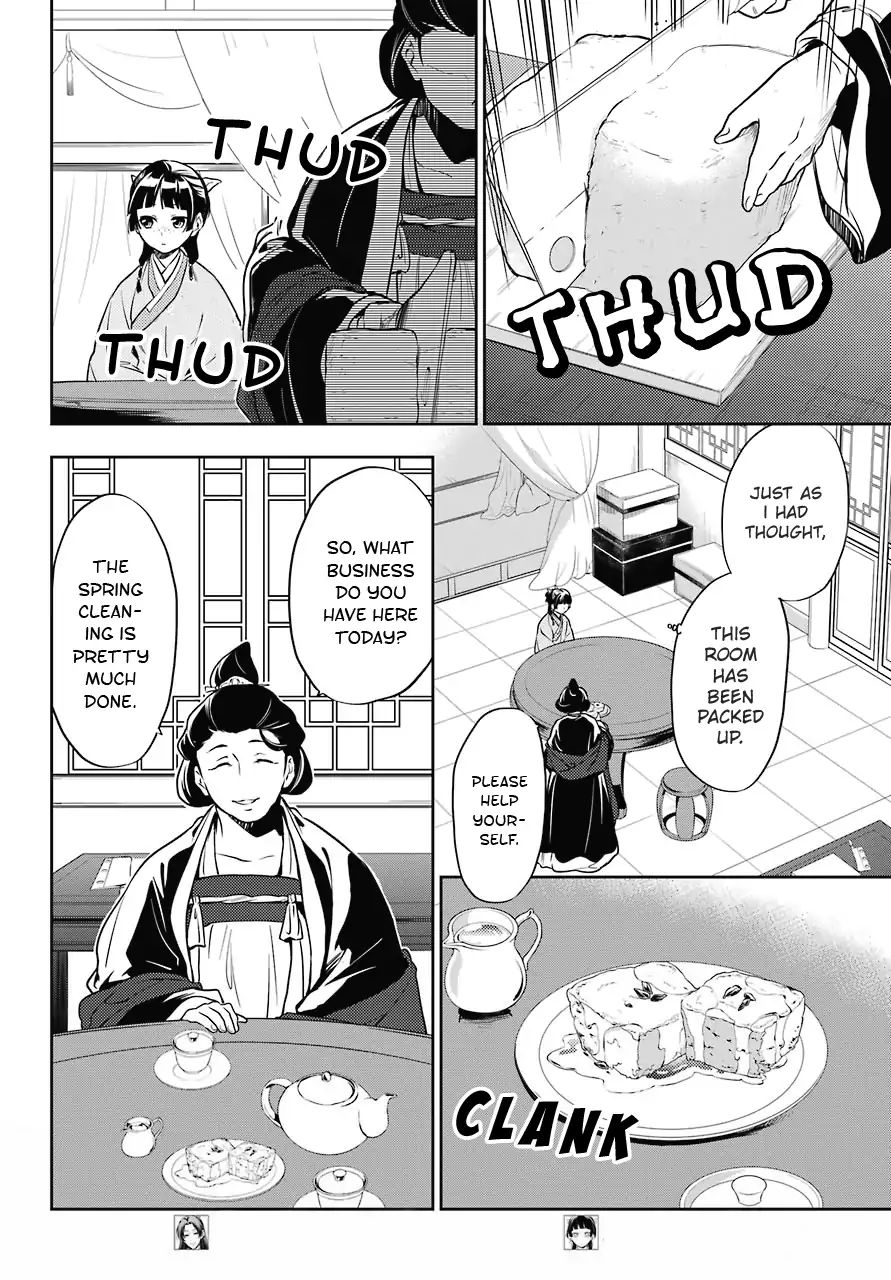 THUD
THUD
THUD
JUST AS
I HAD
THOUGHT,
THIS
ROOM
HAS
BEEN
PACKED
UP.
PLEASE
HELP
YOUR-
SELF.
CLANK
SO, WHAT
BUSINESS
DO YOU
HAVE HERE
TODAY?
THE
SPRING
CLEAN-
ING IS
PRETTY
MUCH
DONE.